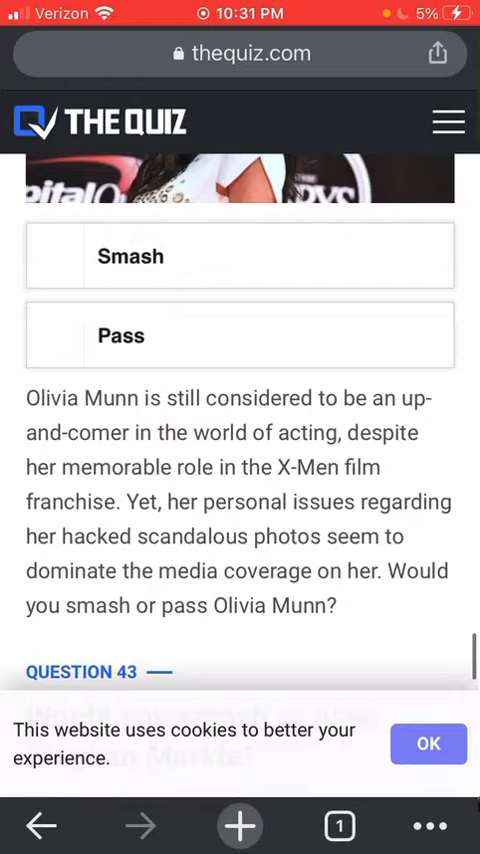 Verizon 10:31 PM 5%
thequiz.com
THE QUIZ
pitalO
PYS
Smash
Pass
Olivia Munn is still considered to be an up-
and-comer in the world of acting, despite
her memorable role in the X-Men film
franchise. Yet, her personal issues regarding
her hacked scandalous photos seem to
dominate the media coverage on her. Would
you smash or pass Olivia Munn?
QUESTION 43
This website uses cookies to better your
experience.
OK
1